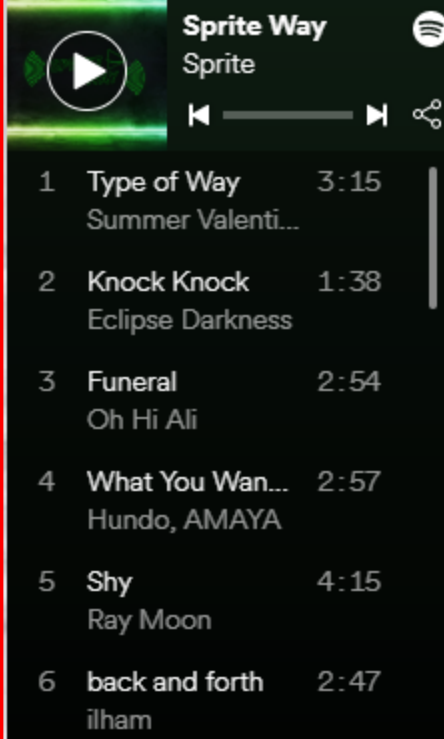 Sprite Way
Sprite
1 Type of Way 3:15
Summer Valenti...
2 Knock Knock 1:38
Eclipse Darkness
3 Funeral 2:54
Oh Hi Ali
4 What You Wan... 2:57
Hundo, AMAYA
5 Shy 4:15
Ray Moon
6 back and forth 2:47
ilham